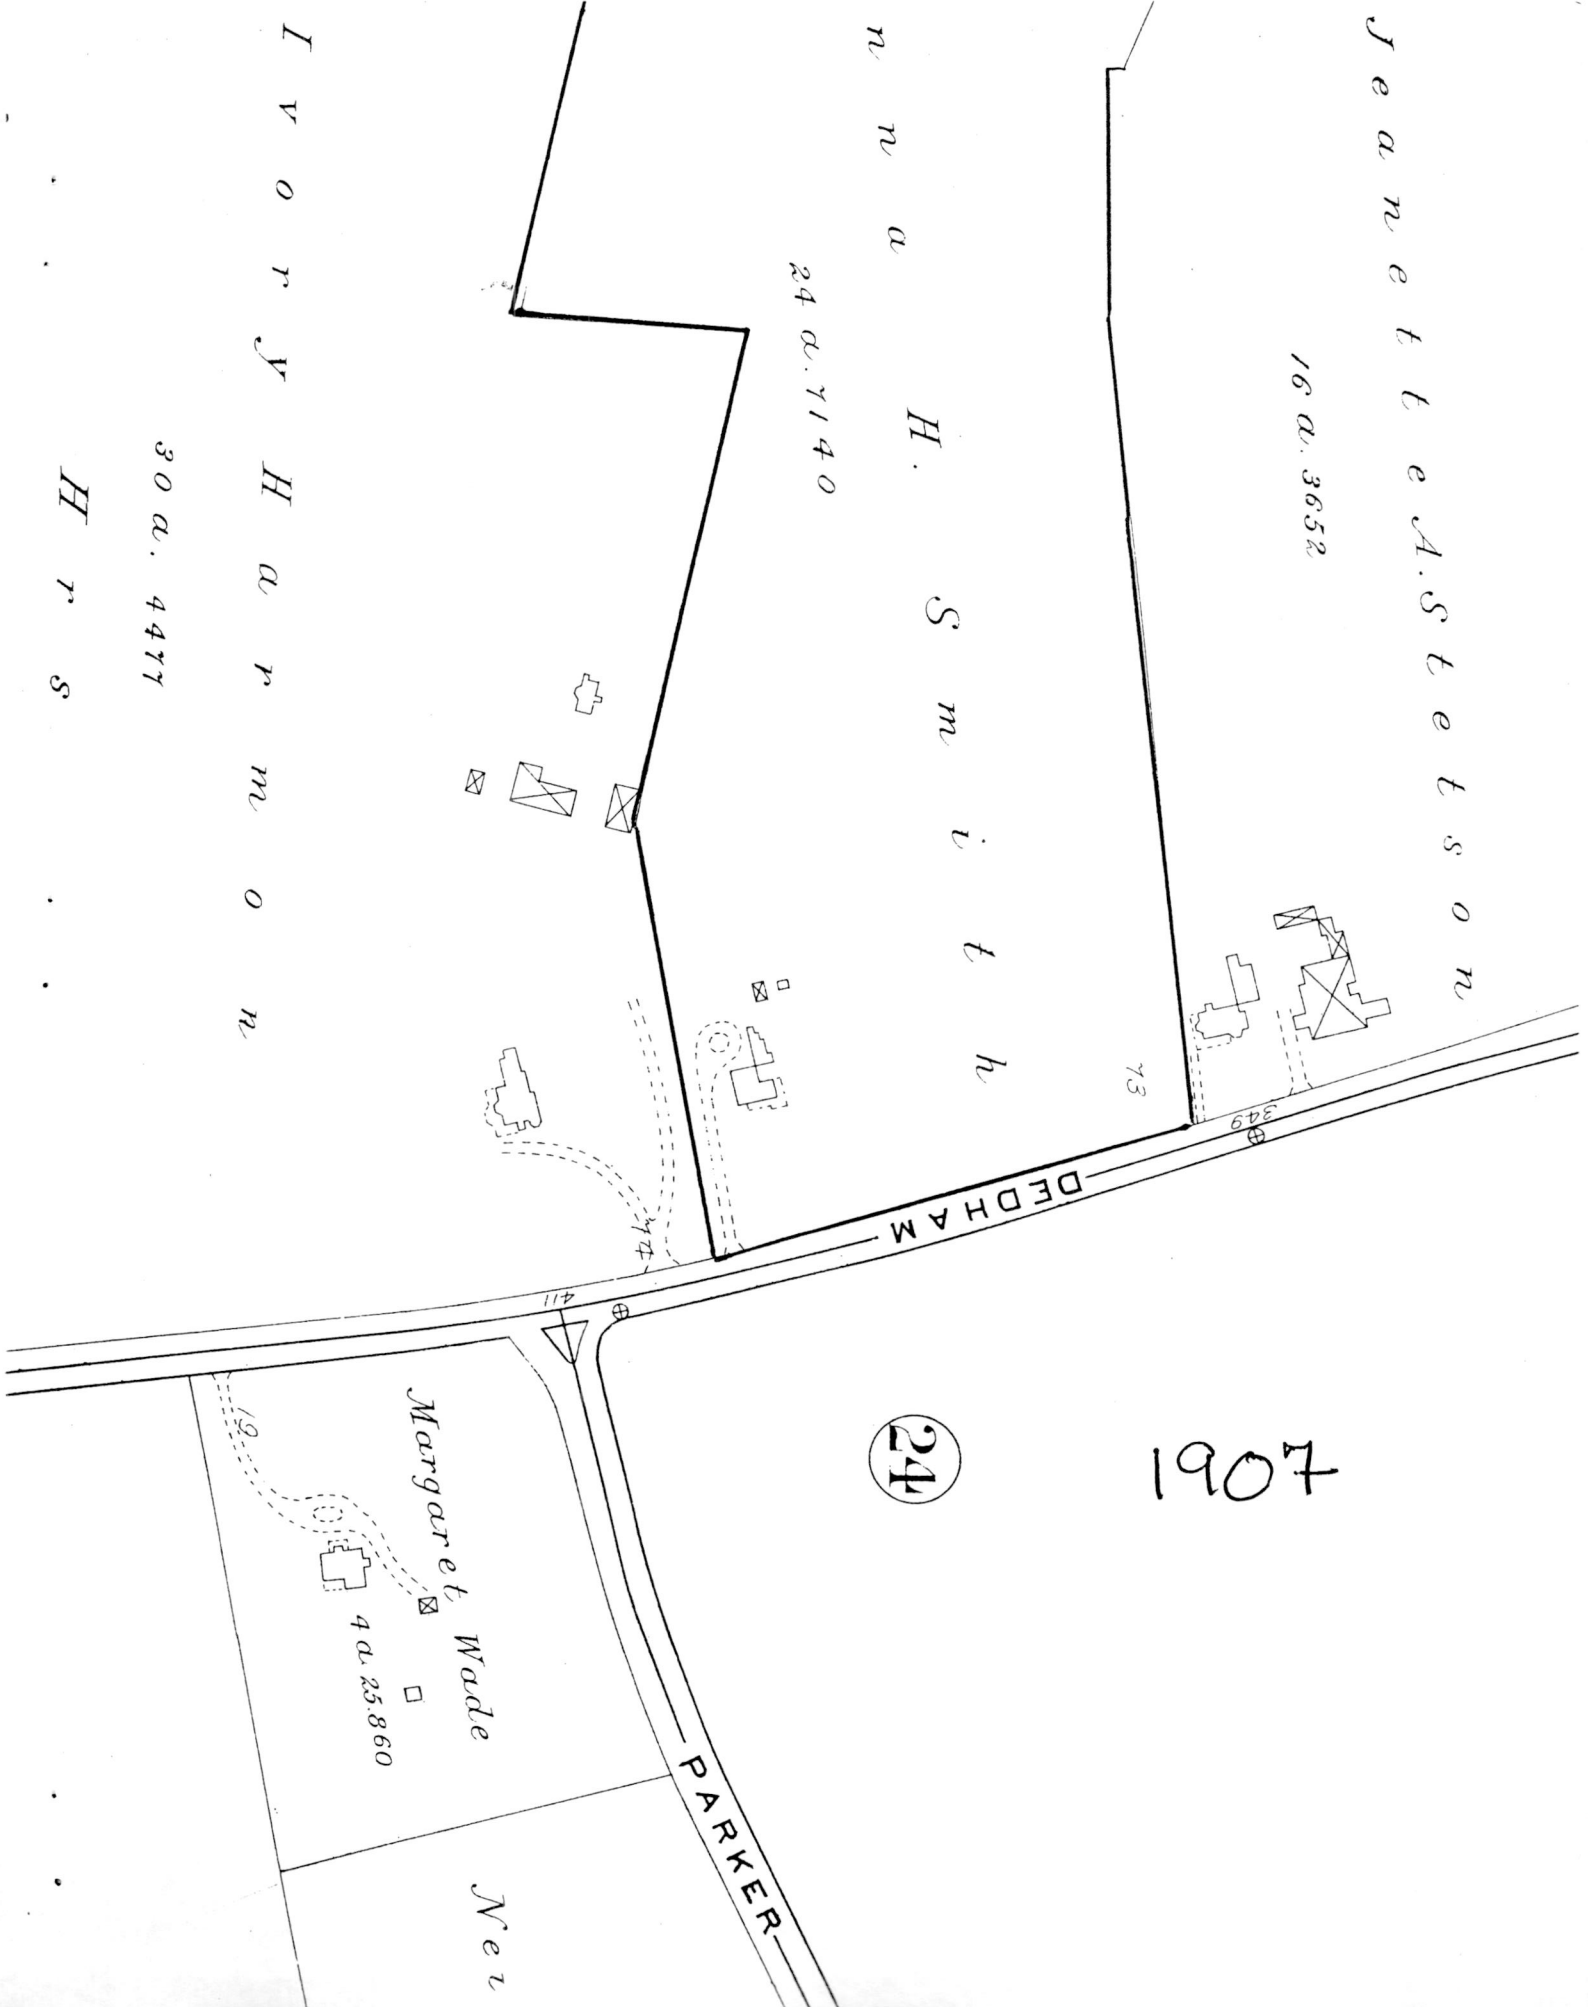 Jeanette A. Stetson
16 a. 3652
nna H. Smith
24 a. 7140
Ivory Harmon
30 a. 4477
Hrs
73
349
DEDHAM
74
411
24
1907
19
Margaret Wade
4 a. 25.860
PARKER